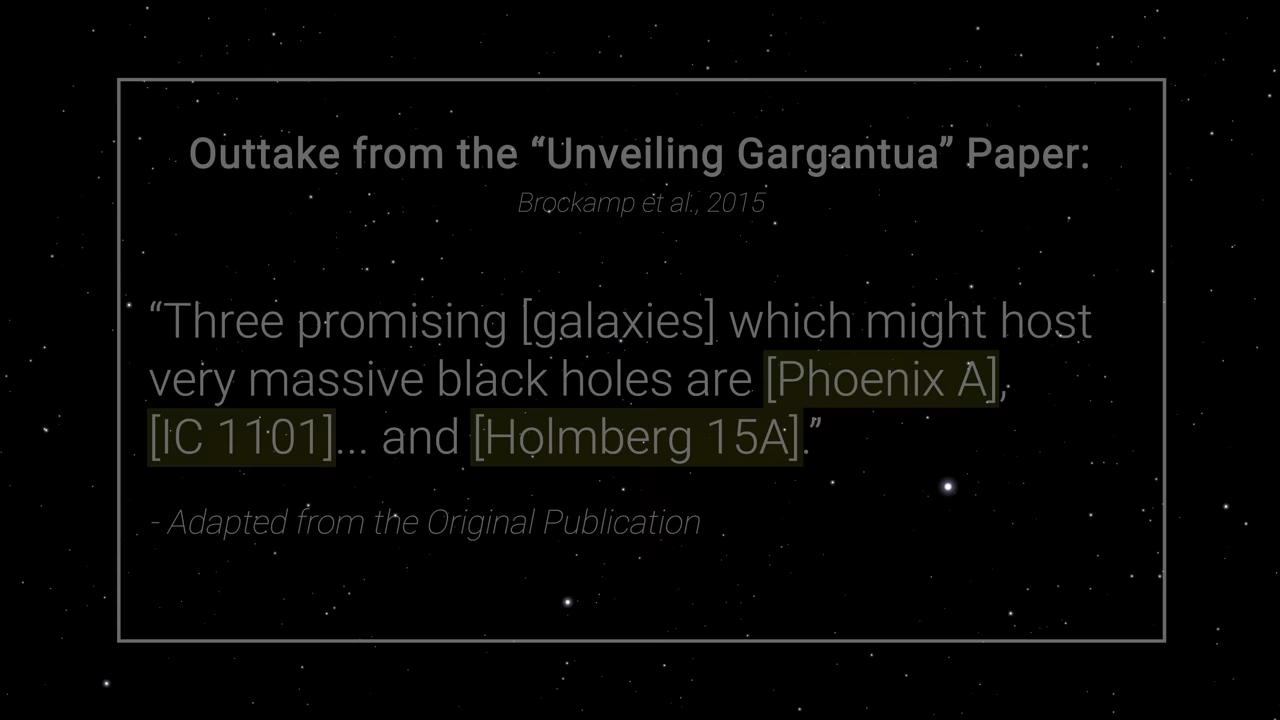 Outtake from the “Unveiling Gargantua” Paper:
Brockamp et al., 2015
“Three promising [galaxies] which might host
very massive black holes are [Phoenix A],
[IC 1101]... and [Holmberg 15A].”
- Adapted from the Original Publication